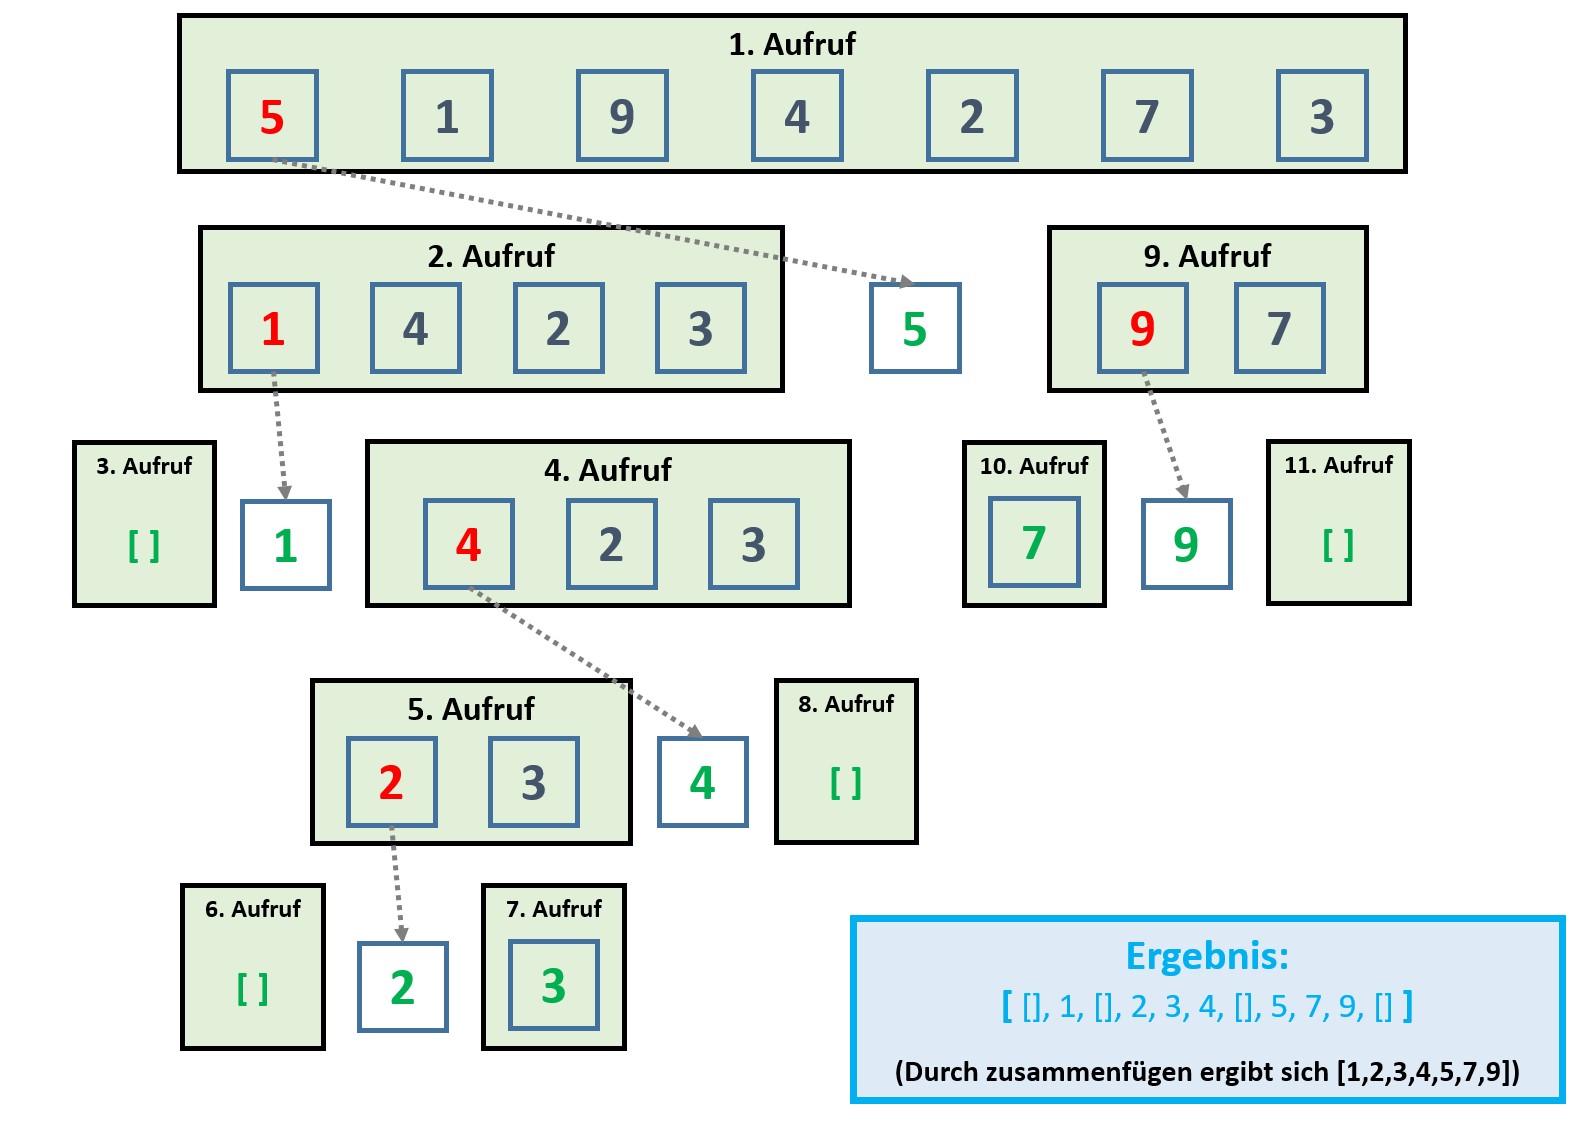 1. Aufruf
5 1 9 4 2 7 3
2. Aufruf
1 4 2 3
5
9. Aufruf
9 7
3. Aufruf
[ ]
1
4. Aufruf
4 2 3
10. Aufruf
7
9
11. Aufruf
[ ]
5. Aufruf
2 3
4
8. Aufruf
[ ]
6. Aufruf
[ ]
2
7. Aufruf
3
Ergebnis:
[ [], 1, [], 2, 3, 4, [], 5, 7, 9, [] ]
(Durch zusammenfügen ergibt sich [1,2,3,4,5,7,9])